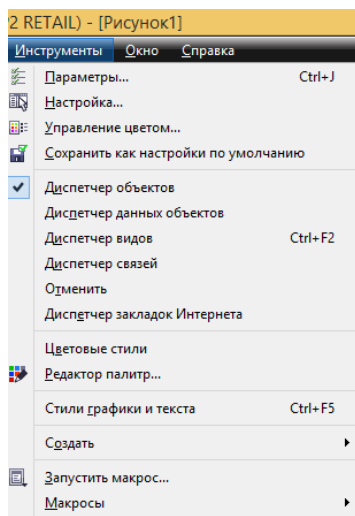 2 RETAIL) - [Рисунок1]
Инструменты Окно Справка
Параметры... Ctrl+J
Настройка...
Управление цветом...
Сохранить как настройки по умолчанию
Диспетчер объектов
Диспетчер данных объектов
Диспетчер видов Ctrl+F2
Диспетчер связей
Отменить
Диспетчер закладок Интернета
Цветовые стили
Редактор палитр...
Стили графики и текста Ctrl+F5
Создать
Запустить макрос...
Макросы